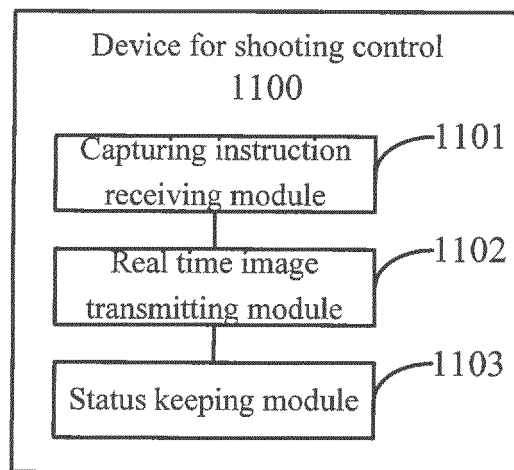 Device for shooting control
1100
Capturing instruction
receiving module
1101
Real time image
transmitting module
1102
Status keeping module
1103